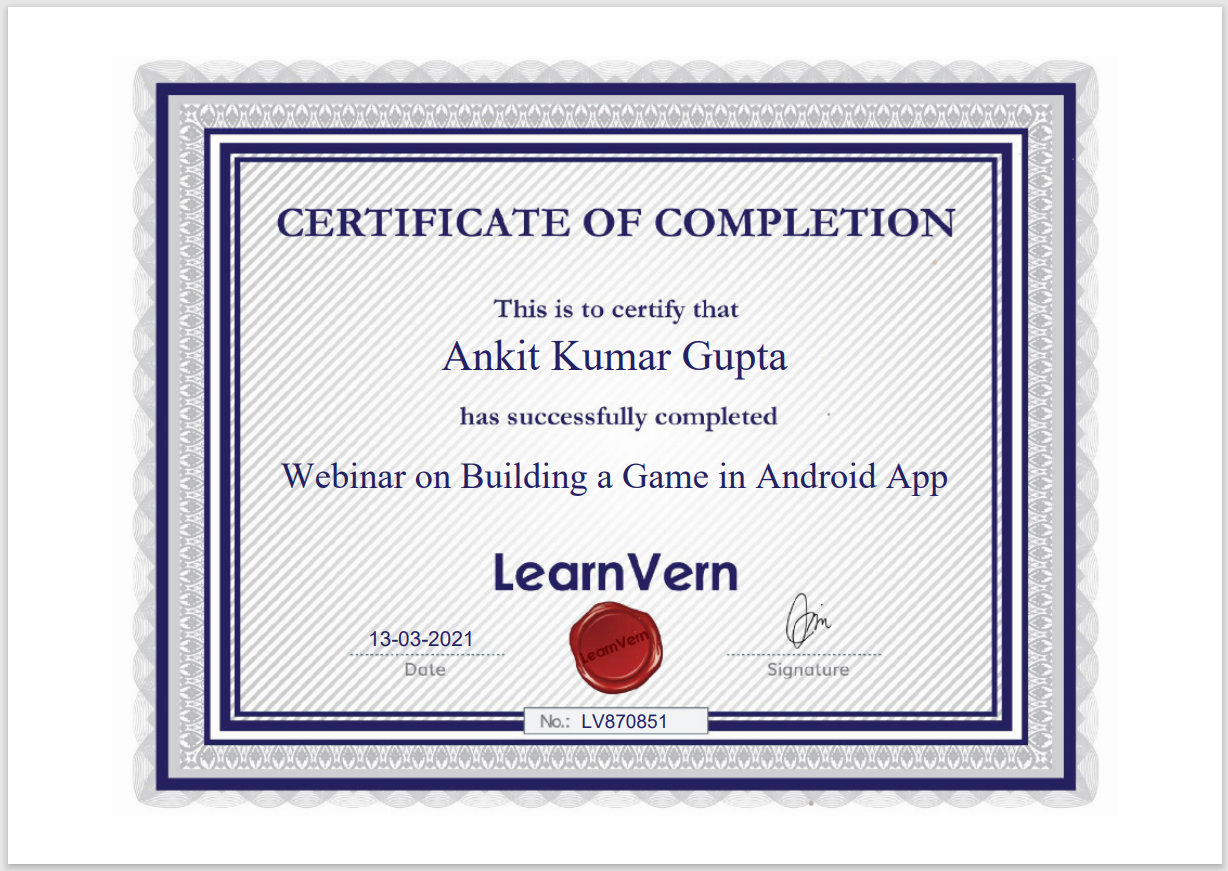 CERTIFICATE OF COMPLETION
This is to certify that
Ankit Kumar Gupta
has successfully completed
Webinar on Building a Game in Android App
LearnVern
LearnVern
13-03-2021
Date
Signature
No.: LV870851